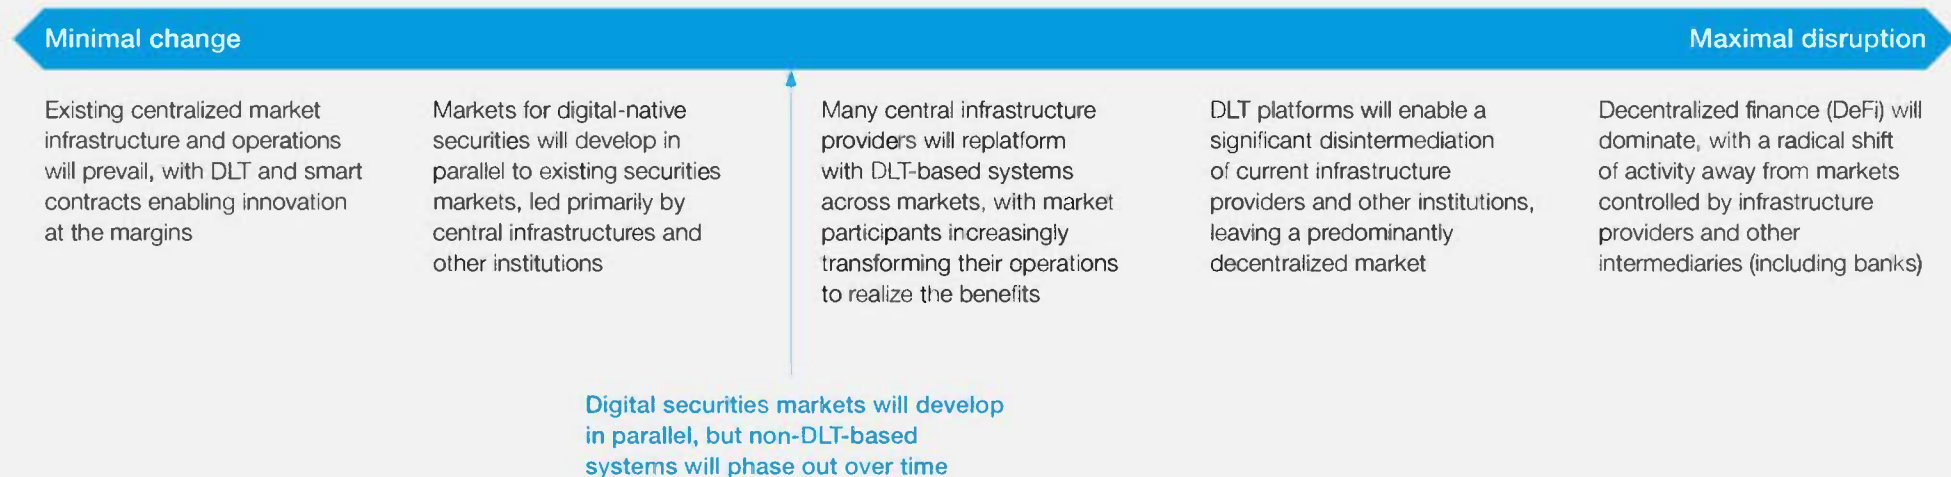 Minimal change
Maximal disruption
Existing centralized market
infrastructure and operations
will prevail, with DLT and smart
contracts enabling innovation
at the margins
Markets for digital-native
securities will develop in
parallel to existing securities
markets, led primarily by
central infrastructures and
other institutions
Many central infrastructure
providers will replatform
with DLT-based systems
across markets, with market
participants increasingly
transforming their operations
to realize the benefits
DLT platforms will enable a
significant disintermediation
of current infrastructure
providers and other institutions,
leaving a predominantly
decentralized market
Decentralized finance (DeFi) will
dominate, with a radical shift
of activity away from markets
controlled by infrastructure
providers and other
intermediaries (including banks)
Digital securities markets will develop
in parallel, but non-DLT-based
systems will phase out over time